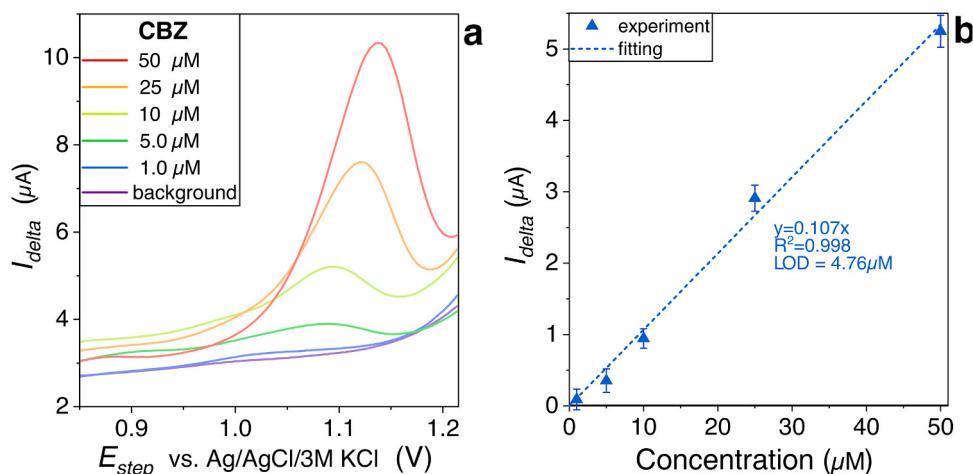 a
CBZ
50 µM
25 µM
10 µM
5.0 µM
1.0 µM
background
10
8
6
4
2
I_delta (µA)
0.9
1.0
1.1
1.2
E_step vs. Ag/AgCl/3M KCl (V)
b
experiment
fitting
y=0.107x
R²=0.998
LOD = 4.76µM
5
4
3
2
1
0
I_delta (µA)
0
10
20
30
40
50
Concentration (µM)